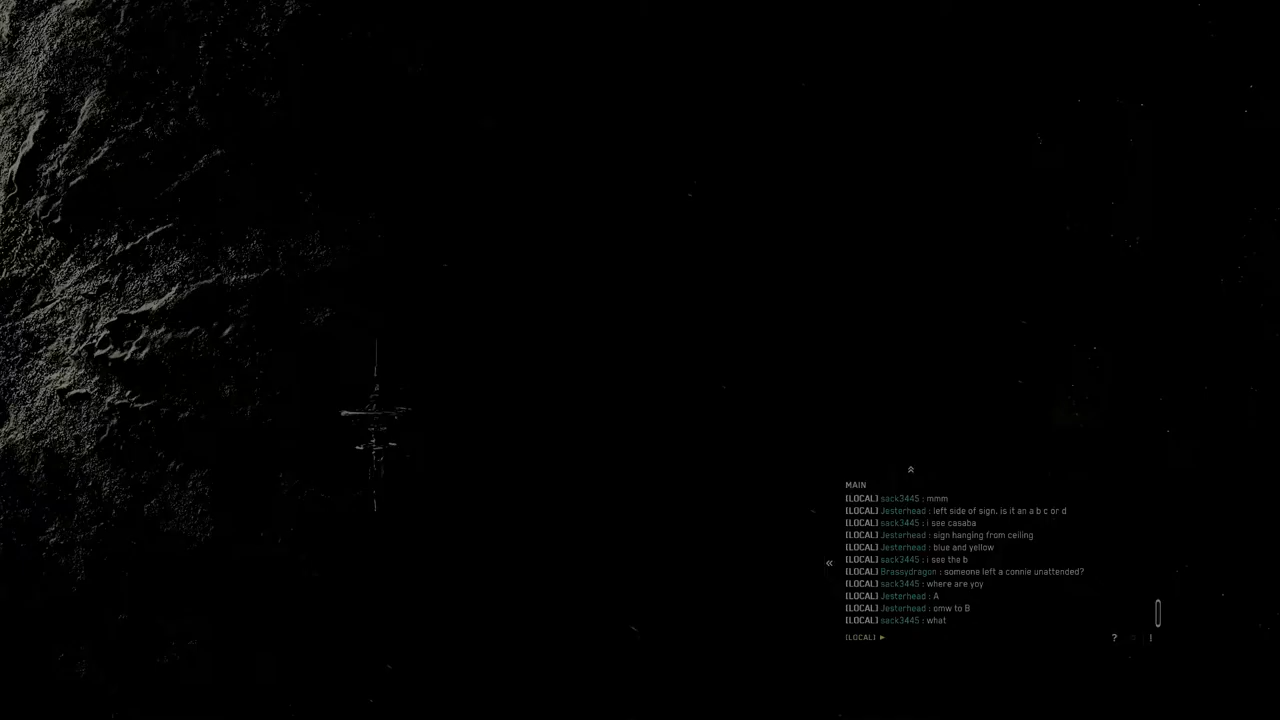 MAIN
[LOCAL] sack3445 : mmm
[LOCAL] Jesterhead : left side of sign, is it an a b c or d
[LOCAL] sack3445 : i see casaba
[LOCAL] Jesterhead : sign hanging from ceiling
[LOCAL] Jesterhead : blue and yellow
[LOCAL] sack3445 : i see the b
[LOCAL] Brassydragon : someone left a connie unattended?
[LOCAL] sack3445 : where are yoy
[LOCAL] Jesterhead : A
[LOCAL] Jesterhead : omw to B
[LOCAL] sack3445 : what
[LOCAL]